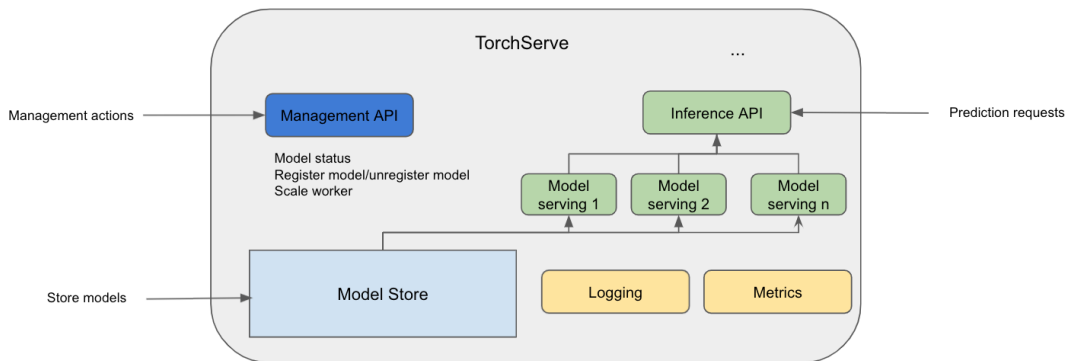 TorchServe
...
Management actions
Management API
Inference API
Prediction requests
Model status
Register model/unregister model
Scale worker
Model
serving 1
Model
serving 2
Model
serving n
Store models
Model Store
Logging
Metrics